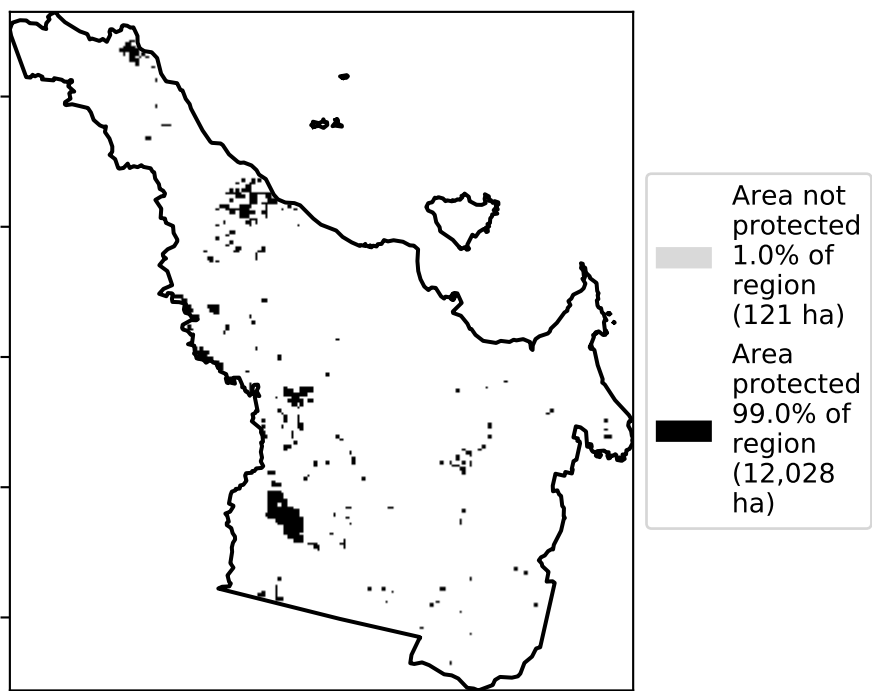 Area not
protected
1.0% of
region
(121 ha)
Area
protected
99.0% of
region
(12,028
ha)